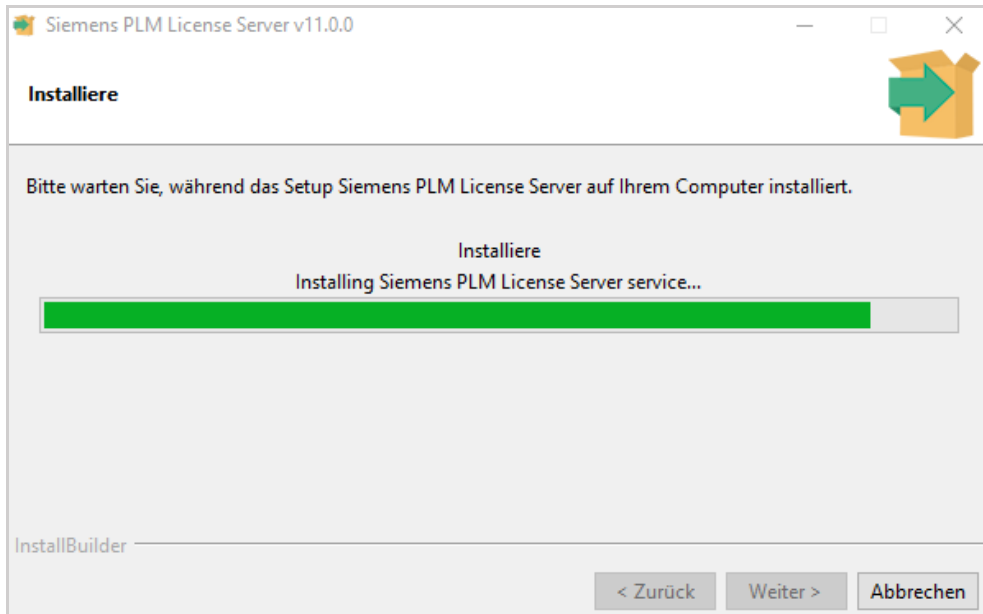 Siemens PLM License Server v11.0.0
Installiere
Bitte warten Sie, während das Setup Siemens PLM License Server auf Ihrem Computer installiert.
Installiere
Installing Siemens PLM License Server service...
InstallBuilder
< Zurück Weiter > Abbrechen